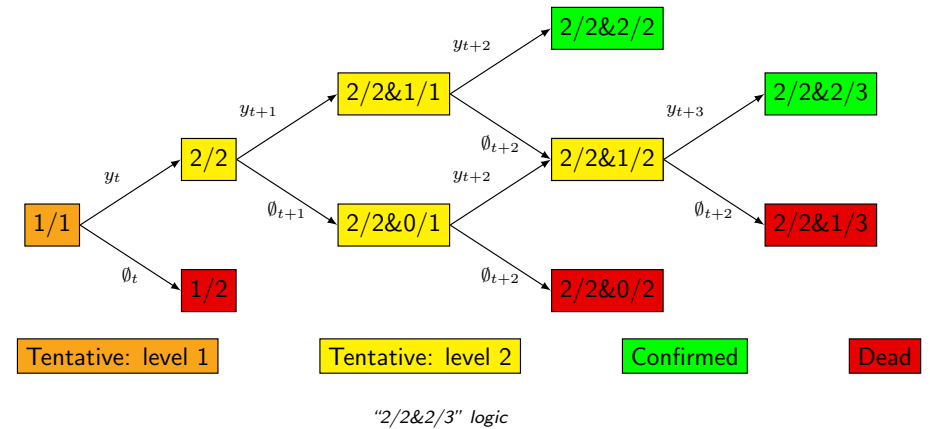 2/2&2/2
y_{t+2}
2/2&1/1
2/2&2/3
y_{t+1}
y_{t+3}
∅_{t+2}
2/2
2/2&1/2
y_t
y_{t+2}
∅_{t+1}
∅_{t+2}
1/1
2/2&0/1
2/2&1/3
∅_t
∅_{t+2}
1/2
2/2&0/2
Tentative: level 1
Tentative: level 2
Confirmed
Dead
“2/2&2/3” logic